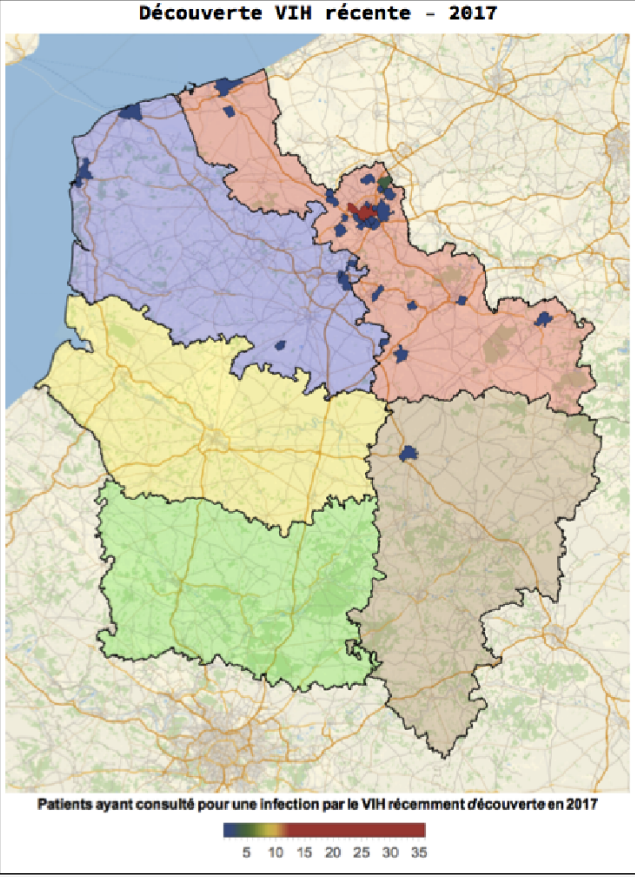 Découverte VIH récente - 2017
Patients ayant consulté pour une infection par le VIH récemment découverte en 2017
5 10 15 20 25 30 35